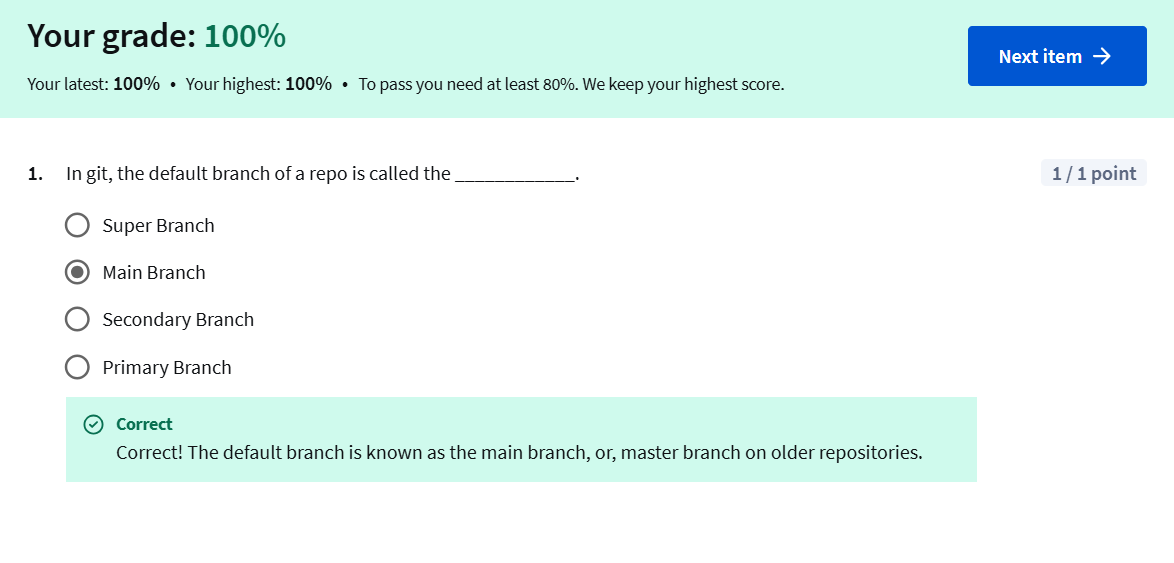 Your grade: 100%
Next item →
Your latest: 100% • Your highest: 100% • To pass you need at least 80%. We keep your highest score.
1. In git, the default branch of a repo is called the ____________.
1 / 1 point
Super Branch
Main Branch
Secondary Branch
Primary Branch
Correct
Correct! The default branch is known as the main branch, or, master branch on older repositories.